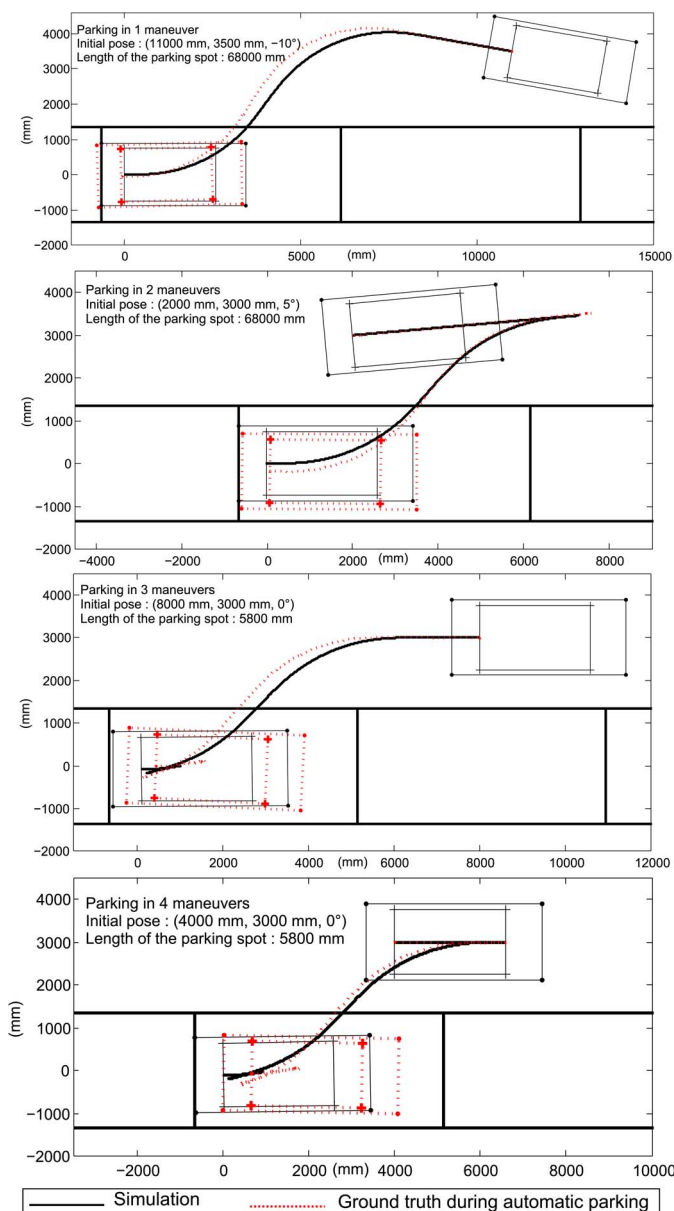 Parking in 1 maneuver
Initial pose : (11000 mm, 3500 mm, −10°)
Length of the parking spot : 68000 mm
4000
3000
2000
1000
0
−1000
−2000
(mm)
0
5000
(mm)
10000
15000
Parking in 2 maneuvers
Initial pose : (2000 mm, 3000 mm, 5°)
Length of the parking spot : 68000 mm
4000
3000
2000
1000
0
−1000
−2000
(mm)
−4000
−2000
0
2000
(mm)
4000
6000
8000
Parking in 3 maneuvers
Initial pose : (8000 mm, 3000 mm, 0°)
Length of the parking spot : 5800 mm
4000
3000
2000
1000
0
−1000
−2000
(mm)
0
2000
4000
(mm)
6000
8000
10000
12000
Parking in 4 maneuvers
Initial pose : (4000 mm, 3000 mm, 0°)
Length of the parking spot : 5800 mm
4000
3000
2000
1000
0
−1000
−2000
(mm)
−2000
0
2000
(mm)
4000
6000
8000
10000
Simulation
Ground truth during automatic parking